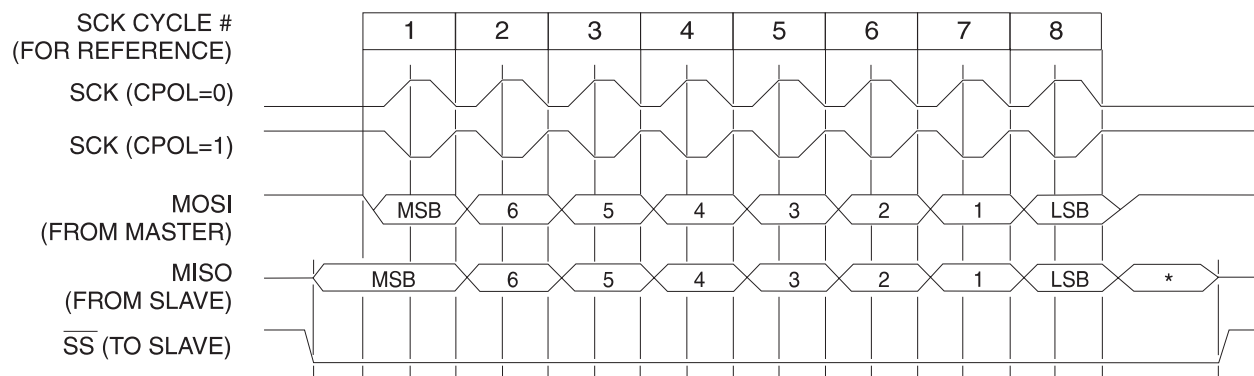 SCK CYCLE #
(FOR REFERENCE)
1 2 3 4 5 6 7 8
SCK (CPOL=0)
SCK (CPOL=1)
MOSI
(FROM MASTER)
MSB 6 5 4 3 2 1 LSB
MISO
(FROM SLAVE)
MSB 6 5 4 3 2 1 LSB *
SS (TO SLAVE)